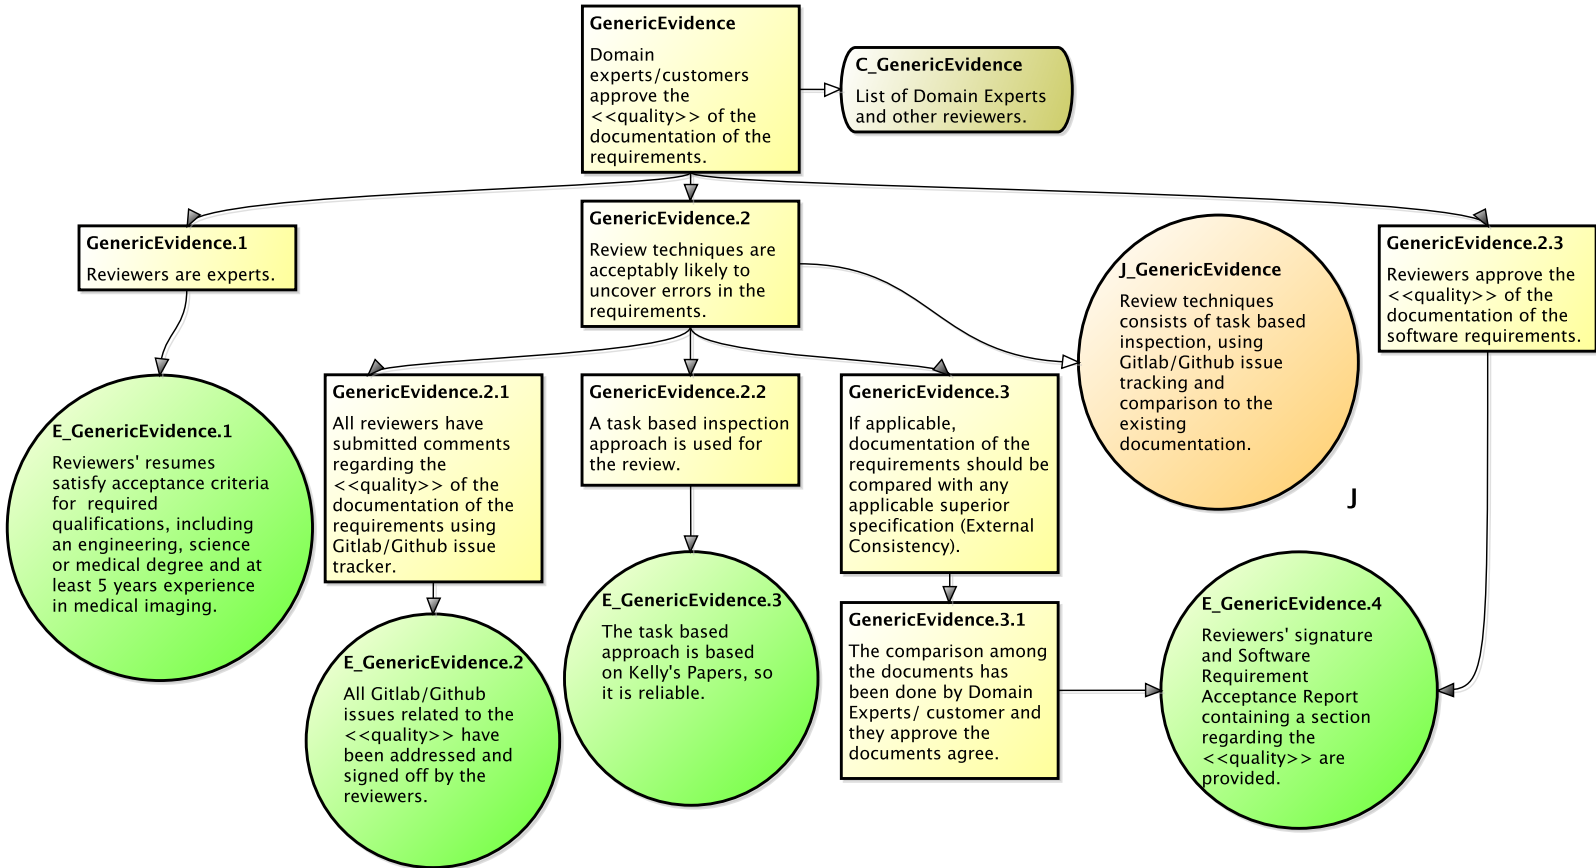 GenericEvidence
Domain
experts/customers
approve the
<<quality>> of the
documentation of the
requirements.
C_GenericEvidence
List of Domain Experts
and other reviewers.
GenericEvidence.1
Reviewers are experts.
GenericEvidence.2
Review techniques are
acceptably likely to
uncover errors in the
requirements.
J_GenericEvidence
Review techniques
consists of task based
inspection, using
Gitlab/Github issue
tracking and
comparison to the
existing
documentation.
J
GenericEvidence.2.3
Reviewers approve the
<<quality>> of the
documentation of the
software requirements.
E_GenericEvidence.1
Reviewers' resumes
satisfy acceptance criteria
for  required
qualifications, including
an engineering, science
or medical degree and at
least 5 years experience
in medical imaging.
GenericEvidence.2.1
All reviewers have
submitted comments
regarding the
<<quality>> of the
documentation of the
requirements using
Gitlab/Github issue
tracker.
GenericEvidence.2.2
A task based inspection
approach is used for
the review.
GenericEvidence.3
If applicable,
documentation of the
requirements should be
compared with any
applicable superior
specification (External
Consistency).
E_GenericEvidence.2
All Gitlab/Github
issues related to the
<<quality>> have
been addressed and
signed off by the
reviewers.
E_GenericEvidence.3
The task based
approach is based
on Kelly's Papers, so
it is reliable.
GenericEvidence.3.1
The comparison among
the documents has
been done by Domain
Experts/ customer and
they approve the
documents agree.
E_GenericEvidence.4
Reviewers' signature
and Software
Requirement
Acceptance Report
containing a section
regarding the
<<quality>> are
provided.